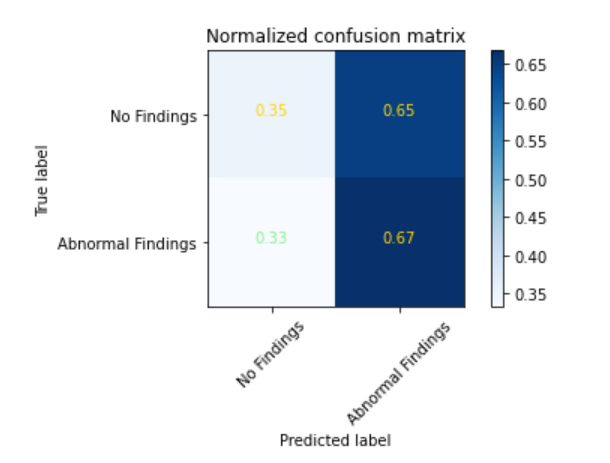 Normalized confusion matrix
True label
No Findings
Abnormal Findings
0.35
0.65
0.33
0.67
0.65
0.60
0.55
0.50
0.45
0.40
0.35
No Findings
Abnormal Findings
Predicted label